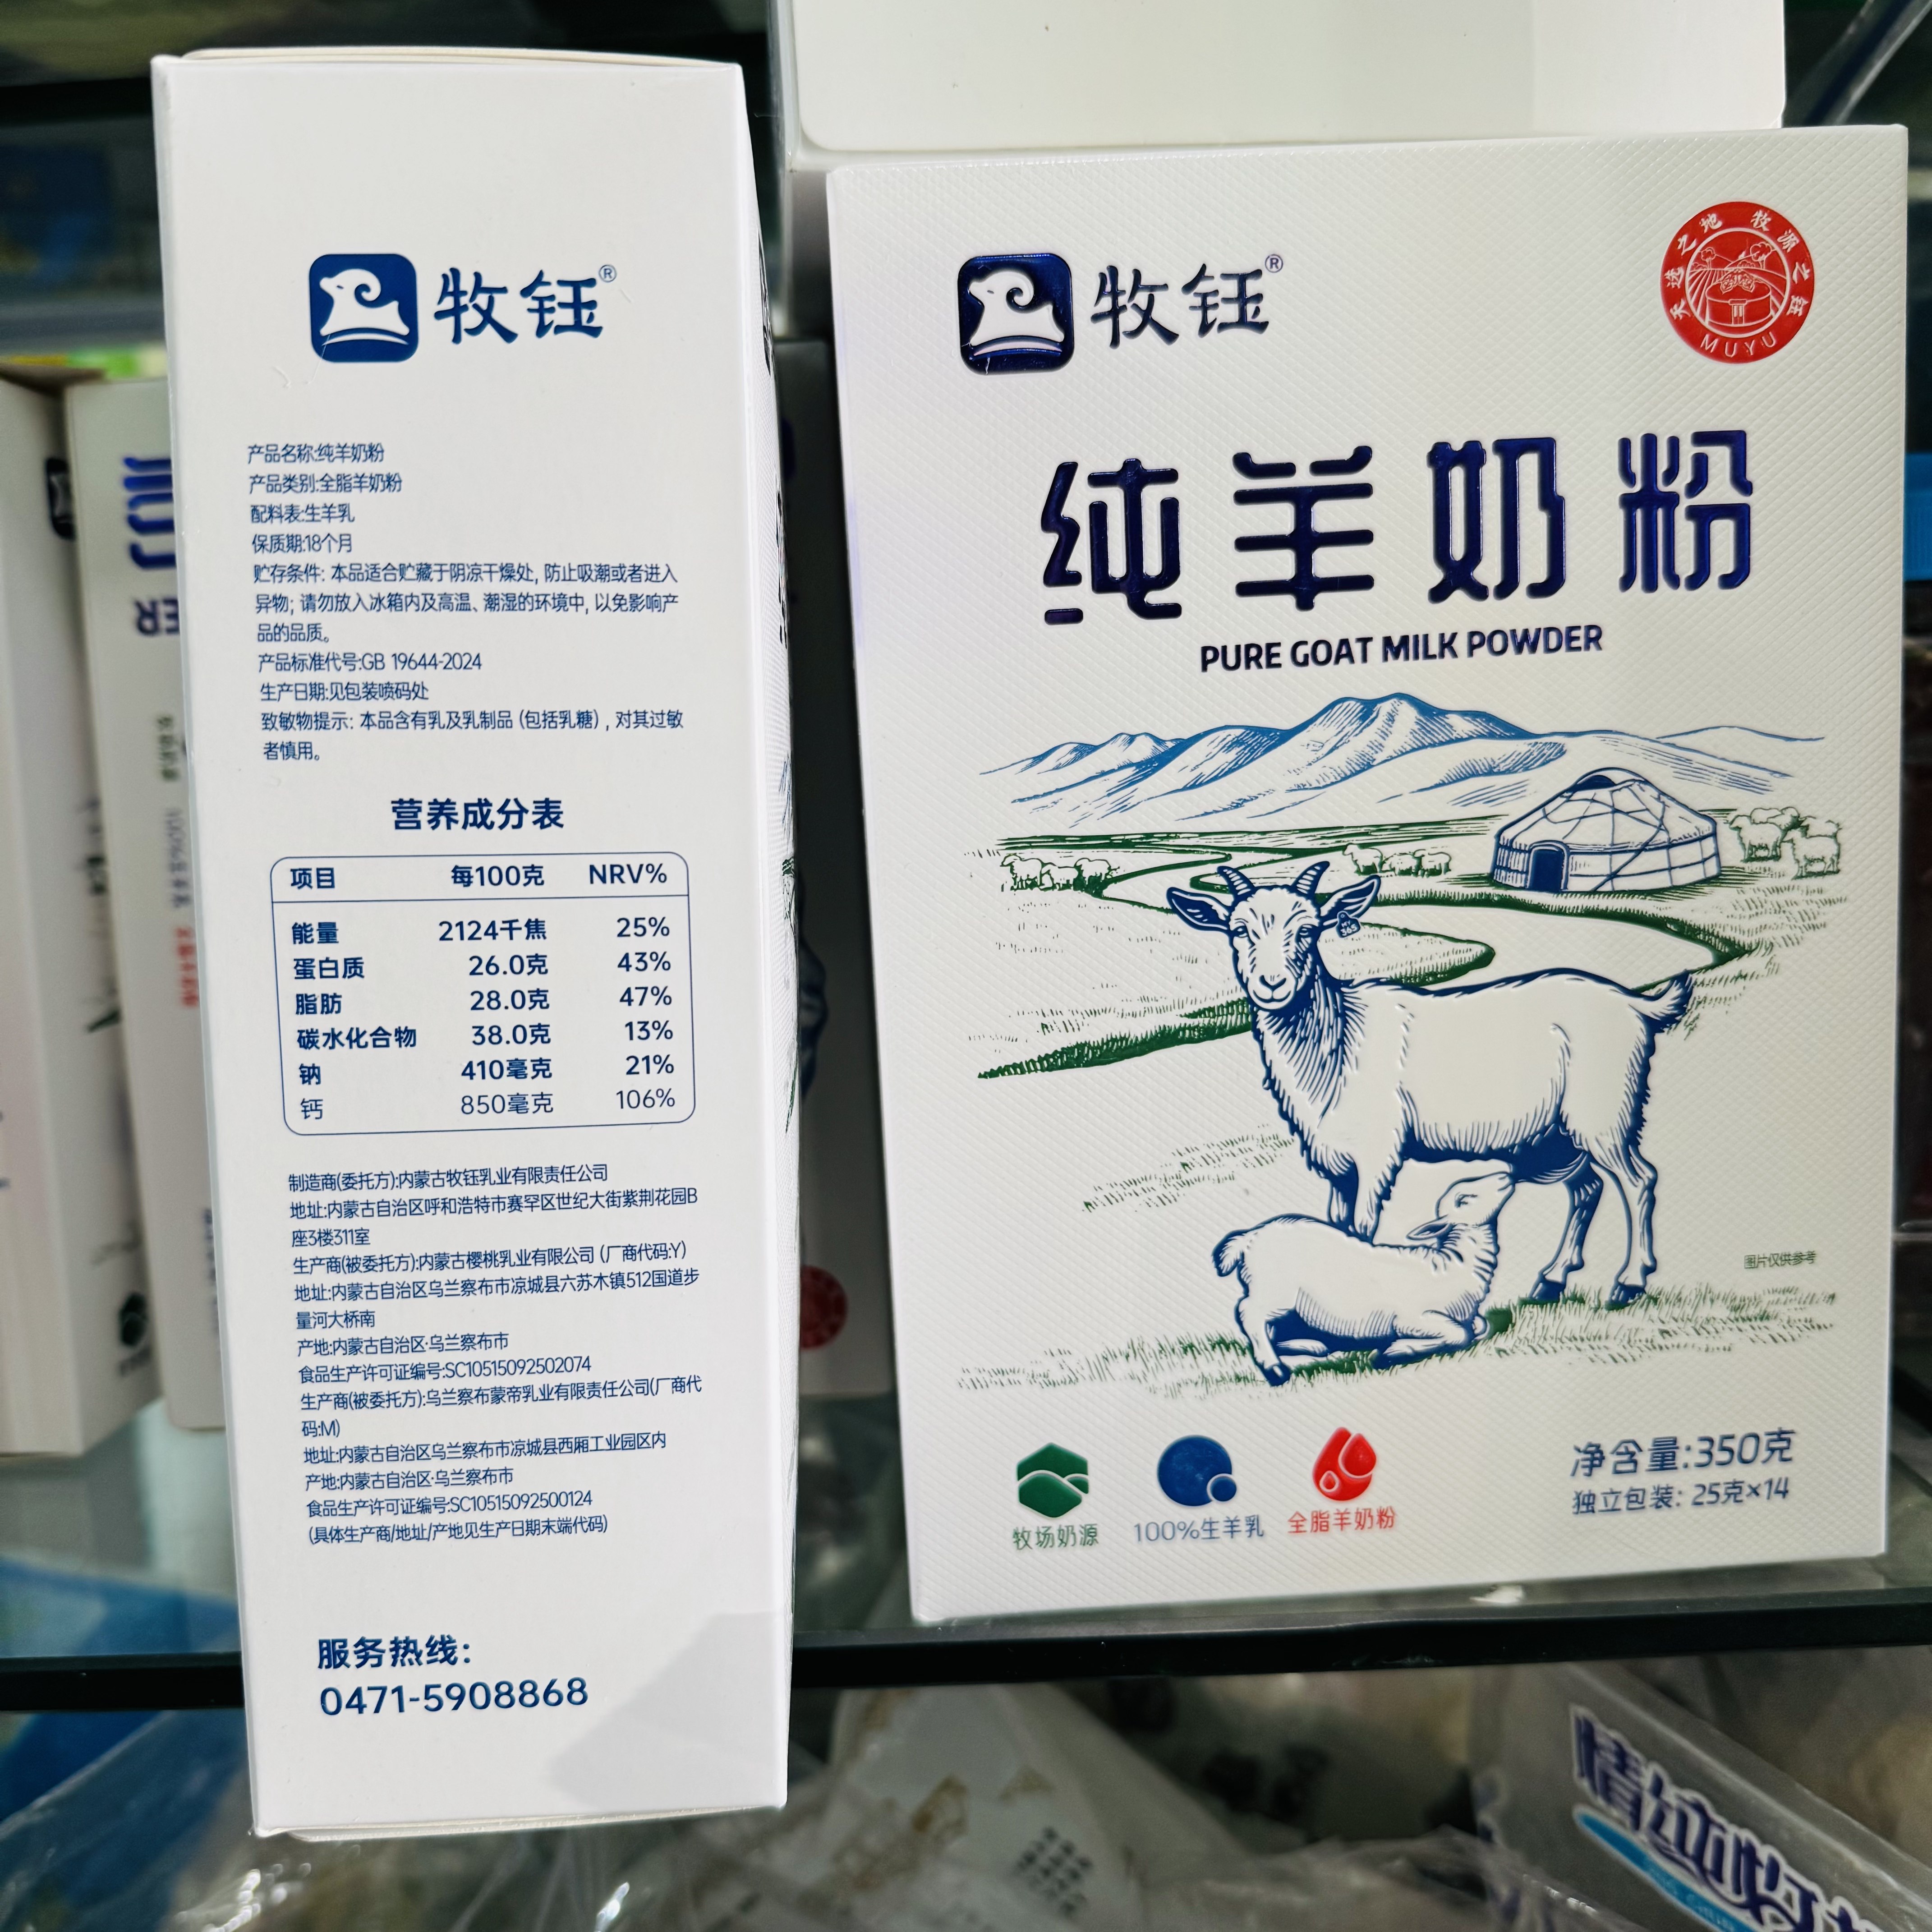 牧钰®
产品名称:纯羊奶粉
产品类别:全脂羊奶粉
配料表:生羊乳
保质期:18个月
贮存条件: 本品适合贮藏于阴凉干燥处, 防止吸潮或者进入
异物; 请勿放入冰箱内及高温、潮湿的环境中, 以免影响产
品的品质。
产品标准代号:GB 19644-2024
生产日期:见包装喷码处
致敏物提示: 本品含有乳及乳制品 (包括乳糖) , 对其过敏
者慎用。
营养成分表
项目 每100克 NRV%
能量 2124千焦 25%
蛋白质 26.0克 43%
脂肪 28.0克 47%
碳水化合物 38.0克 13%
钠 410毫克 21%
钙 850毫克 106%
制造商(委托方):内蒙古牧钰乳业有限责任公司
地址:内蒙古自治区呼和浩特市赛罕区世纪大街紫荆花园B
座3楼311室
生产商(被委托方):内蒙古樱桃乳业有限公司 (厂商代码:Y)
地址:内蒙古自治区乌兰察布市凉城县六苏木镇512国道步
量河大桥南
产地:内蒙古自治区·乌兰察布市
食品生产许可证编号:SC10515092502074
生产商(被委托方):乌兰察布蒙帝乳业有限责任公司(厂商代
码:M)
地址:内蒙古自治区乌兰察布市凉城县西厢工业园区内
产地:内蒙古自治区·乌兰察布市
食品生产许可证编号:SC10515092500124
(具体生产商/地址/产地见生产日期末端代码)
服务热线:
0471-5908868
牧钰®
天选之地 牧源之钰
MUYU
纯羊奶粉
PURE GOAT MILK POWDER
365
图片仅供参考
牧场奶源
100%生羊乳
全脂羊奶粉
净含量:350克
独立包装: 25克×14
情纯牧